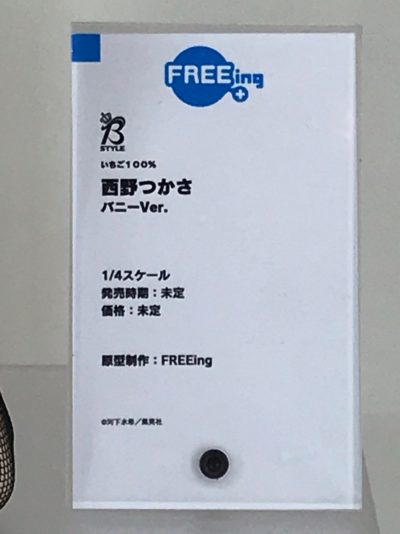 FREEing
B
STYLE
いちご100%
西野つかさ
バニーVer.
1/4スケール
発売時期：未定
価格：未定
原型制作：FREEing
©河下水希／集英社